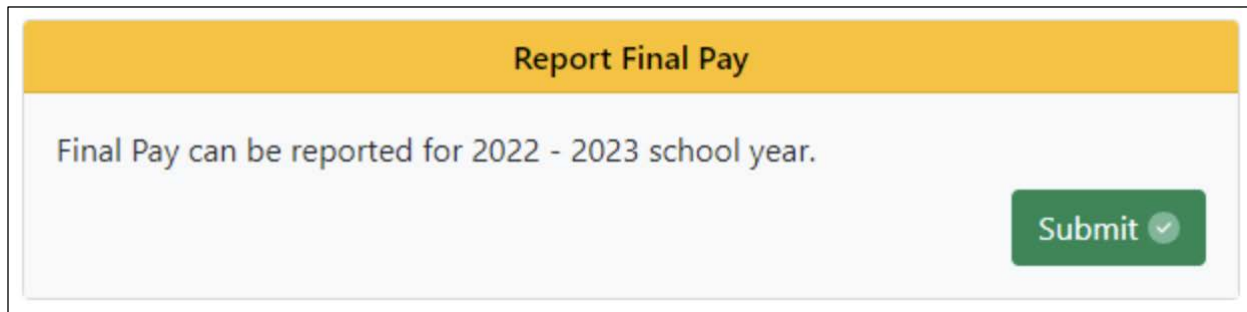 Report Final Pay
Final Pay can be reported for 2022 - 2023 school year.
Submit